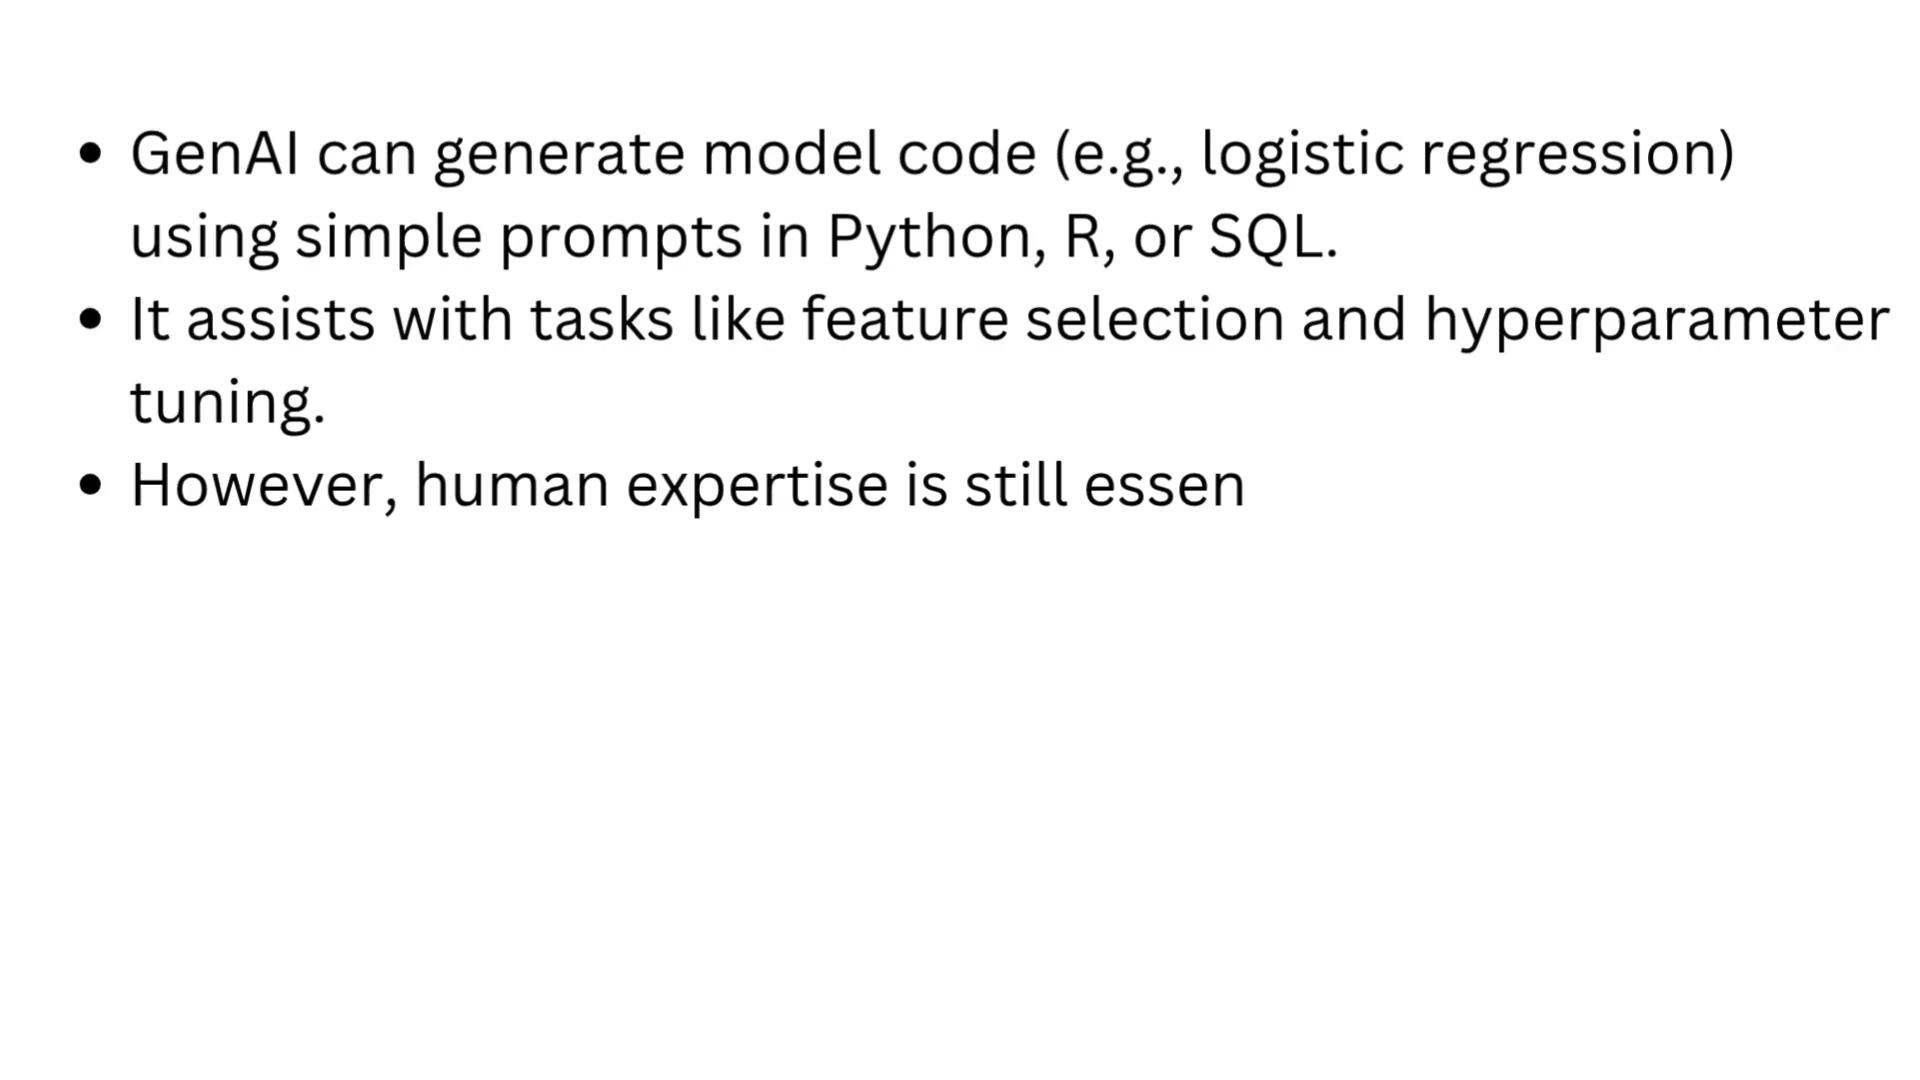 • GenAI can generate model code (e.g., logistic regression)
using simple prompts in Python, R, or SQL.
• It assists with tasks like feature selection and hyperparameter
tuning.
• However, human expertise is still essen